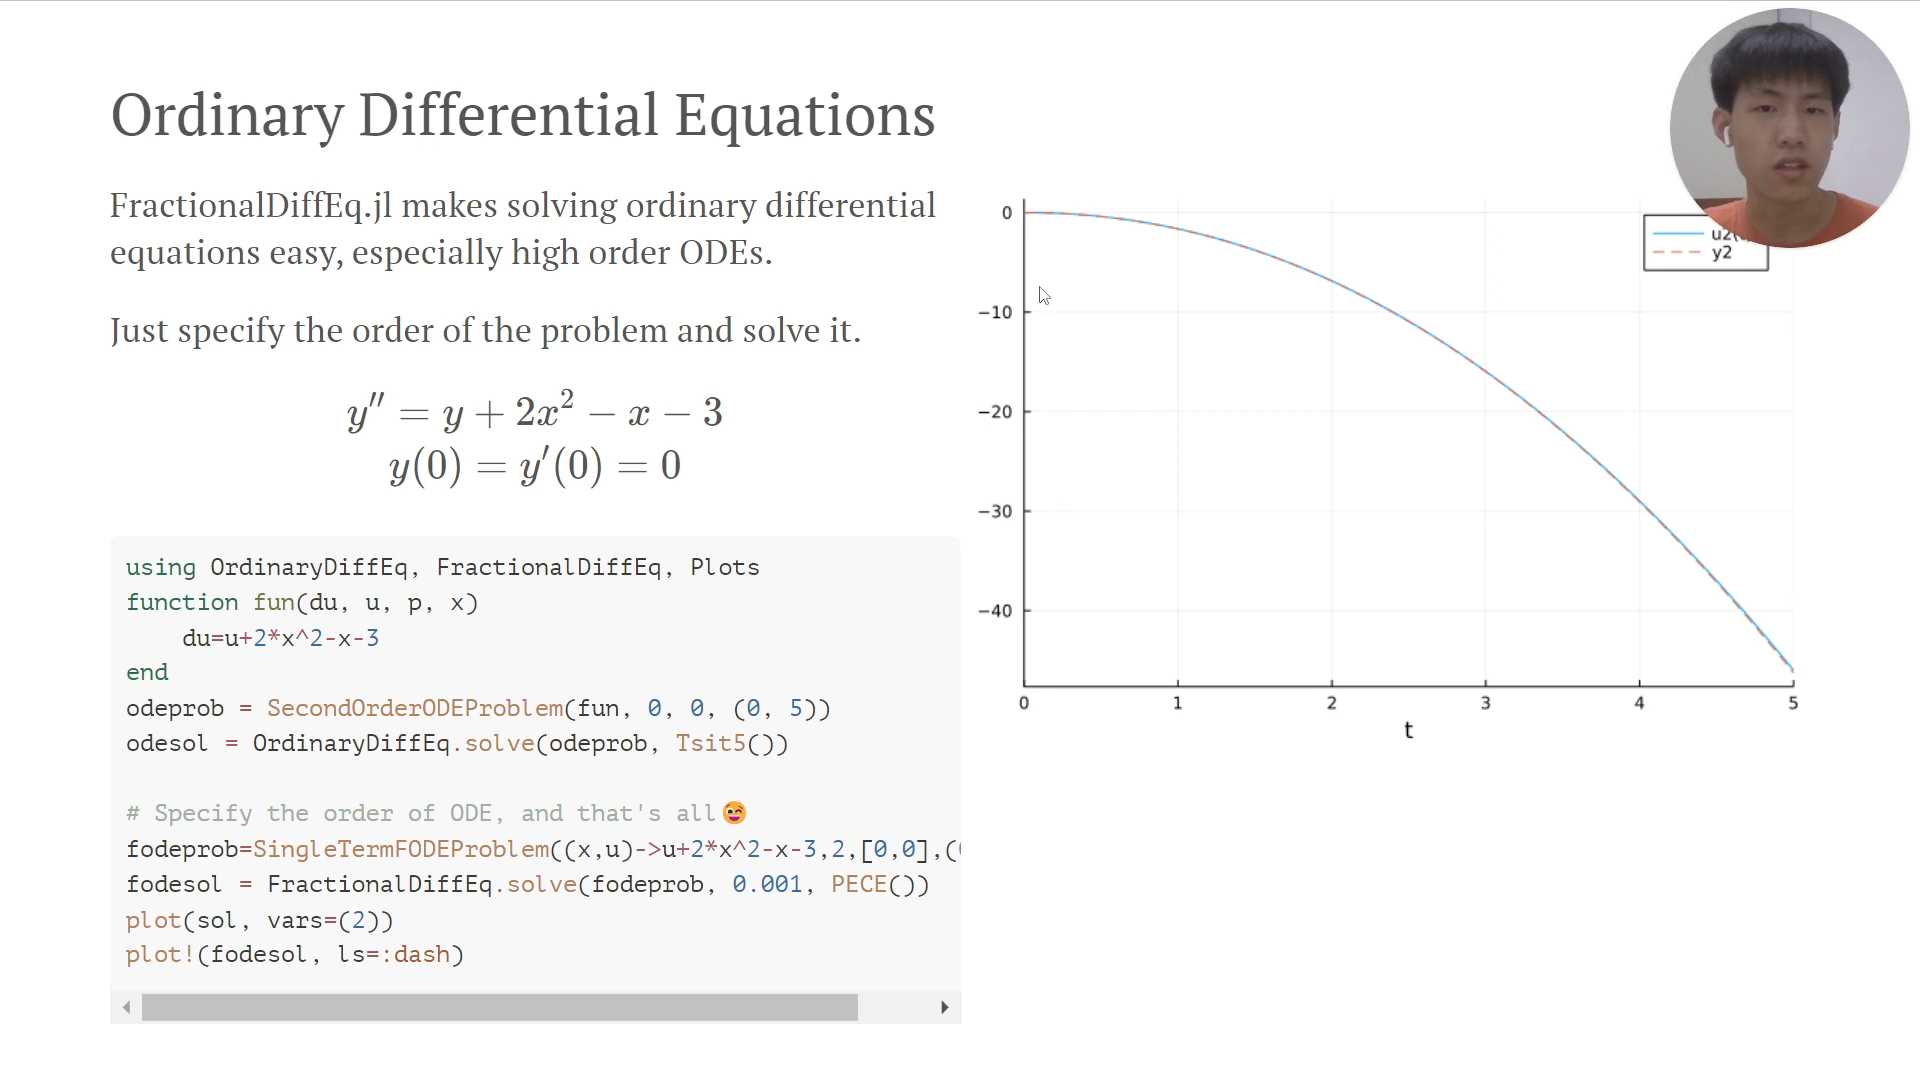 Ordinary Differential Equations
FractionalDiffEq.jl makes solving ordinary differential
equations easy, especially high order ODEs.
Just specify the order of the problem and solve it.
y″ = y + 2x² − x − 3
y(0) = y′(0) = 0
using OrdinaryDiffEq, FractionalDiffEq, Plots
function fun(du, u, p, x)
    du=u+2*x^2-x-3
end
odeprob = SecondOrderODEProblem(fun, 0, 0, (0, 5))
odesol = OrdinaryDiffEq.solve(odeprob, Tsit5())
# Specify the order of ODE, and that's all😉
fodeprob=SingleTermFODEProblem((x,u)->u+2*x^2-x-3,2,[0,0],(
fodesol = FractionalDiffEq.solve(fodeprob, 0.001, PECE())
plot(sol, vars=(2))
plot!(fodesol, ls=:dash)
u2(
y2
0
−10
−20
−30
−40
0 1 2 3 4 5
t